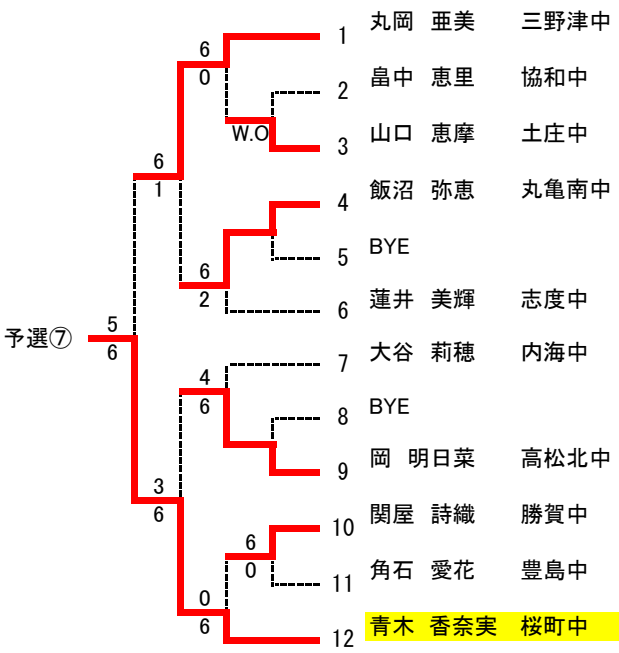 1 丸岡 亜美 三野津中
6
0
2 畠中 恵里 協和中
W.O
3 山口 恵摩 土庄中
6
1
4 飯沼 弥恵 丸亀南中
5 BYE
6
2
6 蓮井 美輝 志度中
予選⑦
5
6
7 大谷 莉穂 内海中
4
6
8 BYE
9 岡 明日菜 高松北中
3
6
10 関屋 詩織 勝賀中
6
0
11 角石 愛花 豊島中
0
6
12 青木 香奈実 桜町中